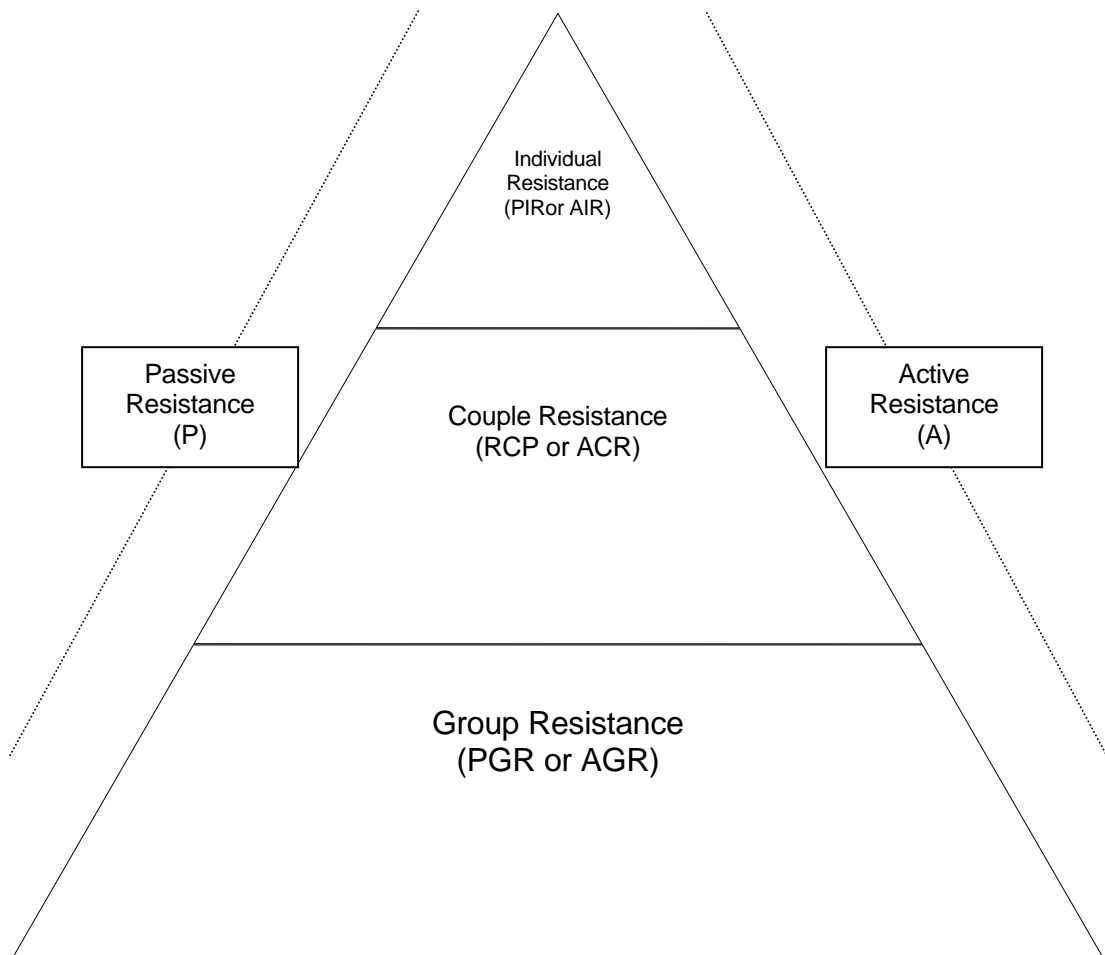 Individual
Resistance
(PIRor AIR)
Passive
Resistance
(P)
Couple Resistance
(RCP or ACR)
Active
Resistance
(A)
Group Resistance
(PGR or AGR)